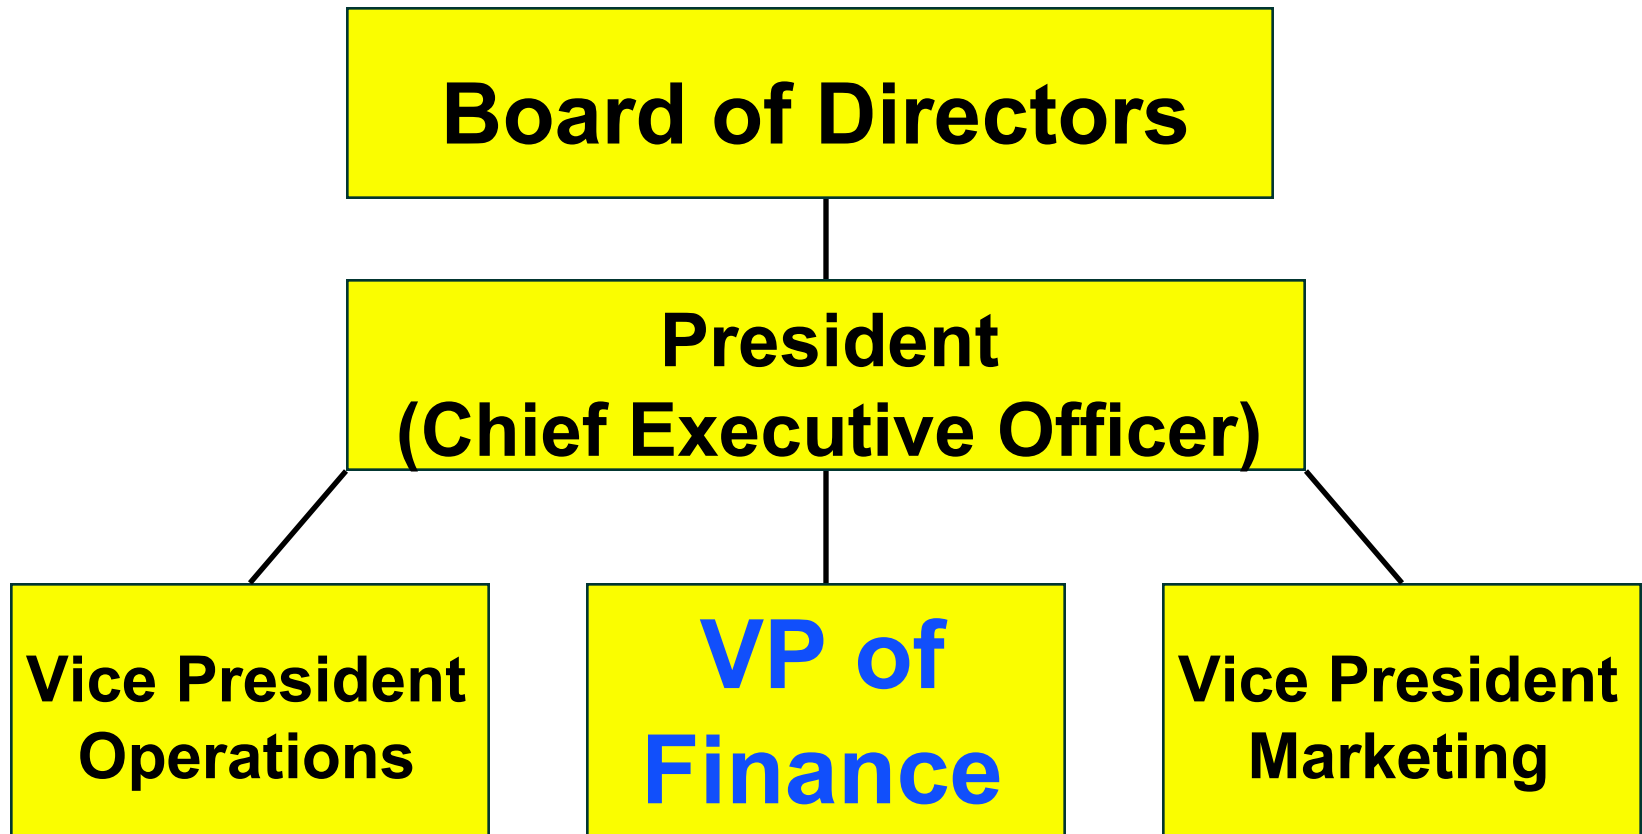 Board of Directors
President
(Chief Executive Officer)
Vice President
Operations
VP of
Finance
Vice President
Marketing